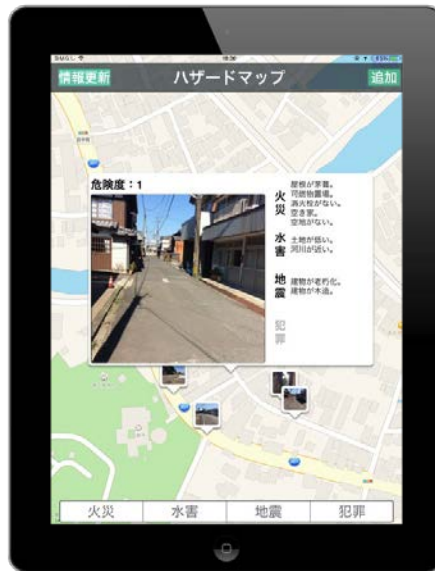 情報更新
ハザードマップ
追加
危険度：1
火災
屋根が茅葺。
可燃物置場。
消火栓がない。
空き家。
空地がない。
水害
土地が低い。
河川が近い。
地震
建物が老朽化。
建物が木造。
犯罪
火災
水害
地震
犯罪